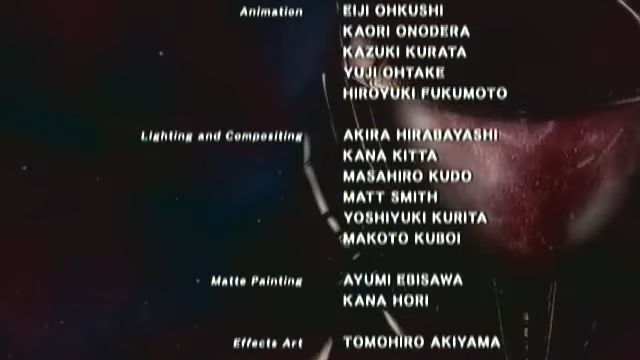 Animation EIJI OHKUSHI
KAORI ONODERA
KAZUKI KURATA
YUJI OHTAKE
HIROYUKI FUKUMOTO
Lighting and Compositing AKIRA HIRABAYASHI
KANA KITTA
MASAHIRO KUDO
MATT SMITH
YOSHIYUKI KURITA
MAKOTO KUBOI
Matte Painting AYUMI EBISAWA
KANA HORI
Effects Art TOMOHIRO AKIYAMA